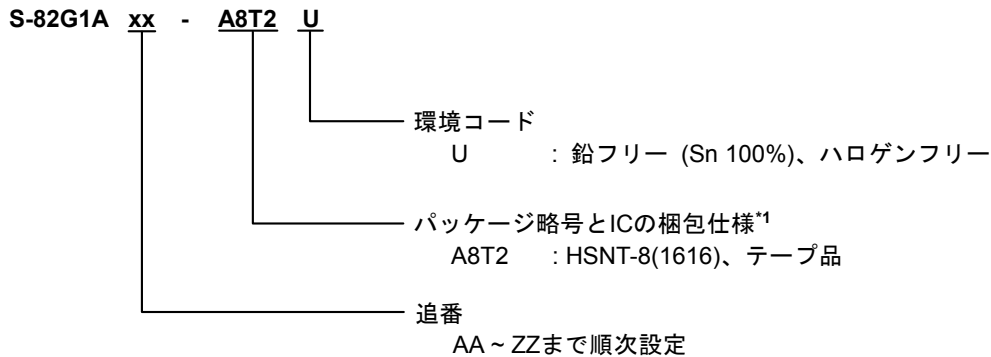 S-82G1A xx - A8T2 U
環境コード
U : 鉛フリー (Sn 100%)、ハロゲンフリー
パッケージ略号とICの梱包仕様*1
A8T2 : HSNT-8(1616)、テープ品
追番
AA ~ ZZまで順次設定